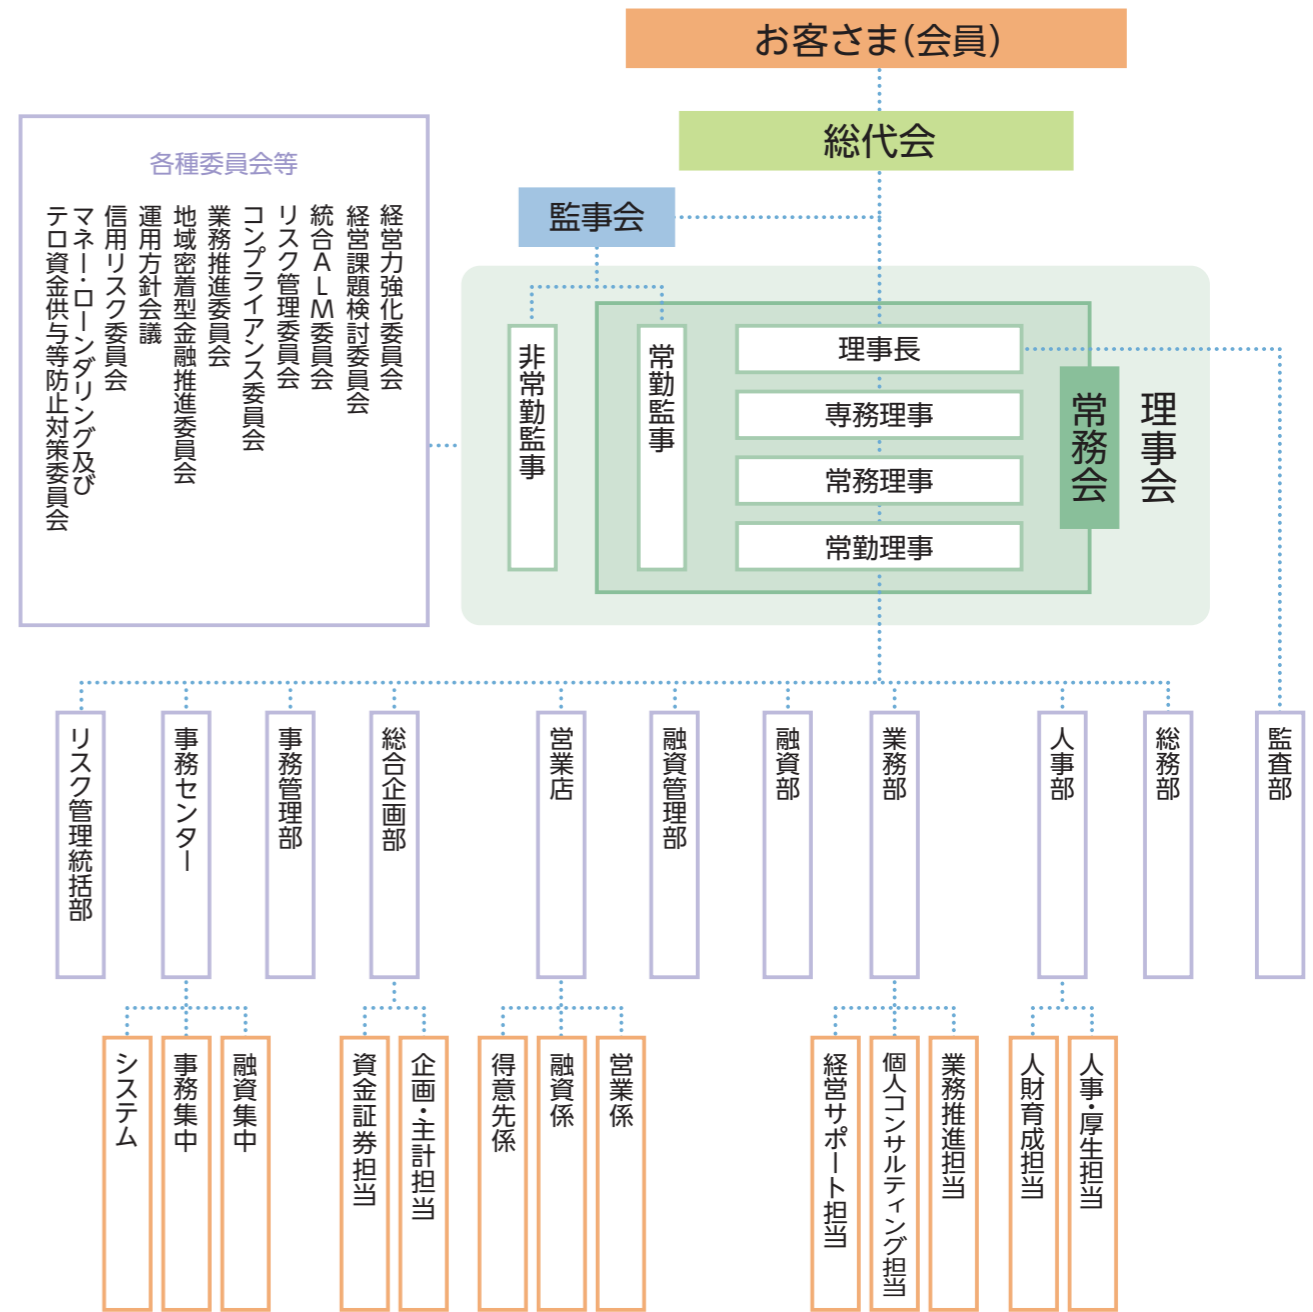 お客さま(会員)
総代会
監事会
各種委員会等
経営力強化委員会
経営課題検討委員会
統合ALM委員会
リスク管理委員会
コンプライアンス委員会
業務推進委員会
地域密着型金融推進委員会
運用方針会議
信用リスク委員会
マネー・ローンダリング及び
テロ資金供与等防止対策委員会
非常勤監事
常勤監事
理事長
専務理事
常務理事
常勤理事
常務会
理事会
リスク管理統括部
事務センター
事務管理部
総合企画部
営業店
融資管理部
融資部
業務部
人事部
総務部
監査部
システム
事務集中
融資集中
資金証券担当
企画・主計担当
得意先係
融資係
営業係
経営サポート担当
個人コンサルティング担当
業務推進担当
人財育成担当
人事・厚生担当